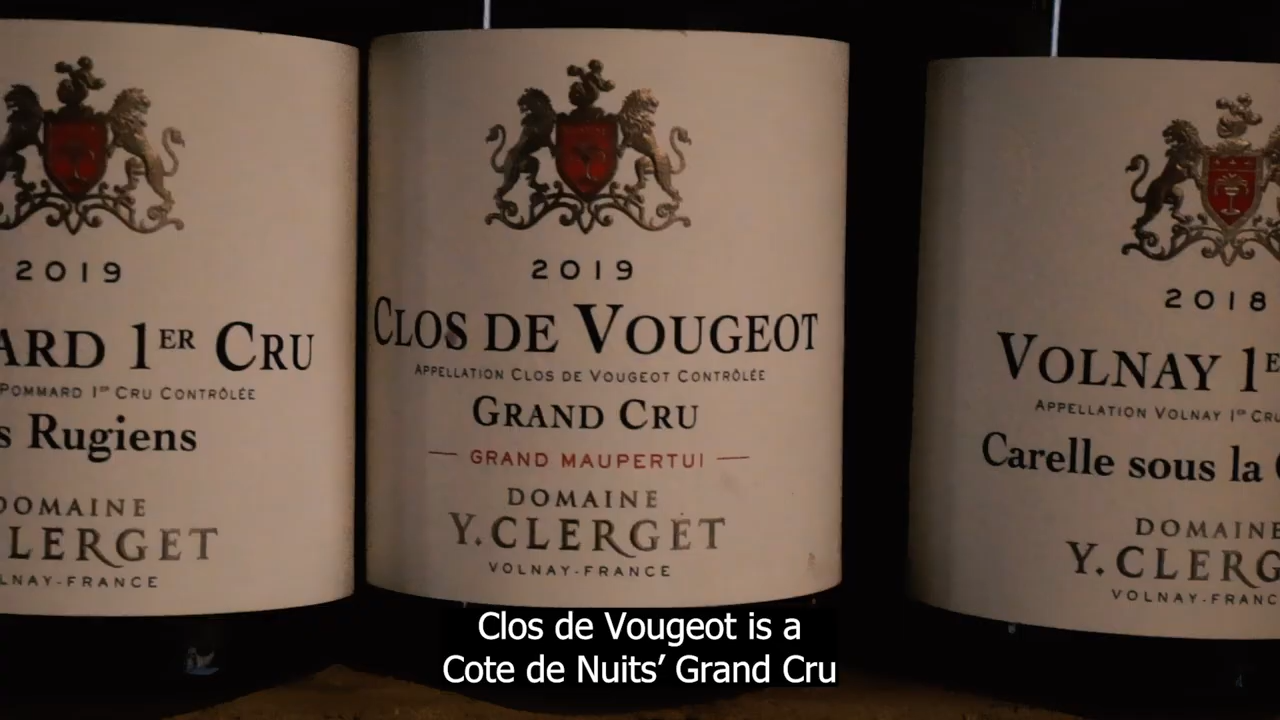 2019
ARD 1ER CRU
POMMARD 1ER CRU CONTRÔLÉE
s Rugiens
DOMAINE
LERGET
LNAY-FRANCE
2019
CLOS DE VOUGEOT
APPELLATION CLOS DE VOUGEOT CONTRÔLÉE
GRAND CRU
GRAND MAUPERTUI
DOMAINE
Y. CLERGET
VOLNAY-FRANCE
2018
VOLNAY 1E
APPELLATION VOLNAY 1ER CRU
Carelle sous la
DOMAINE
Y. CLERG
VOLNAY-FRANC
Clos de Vougeot is a
Cote de Nuits’ Grand Cru